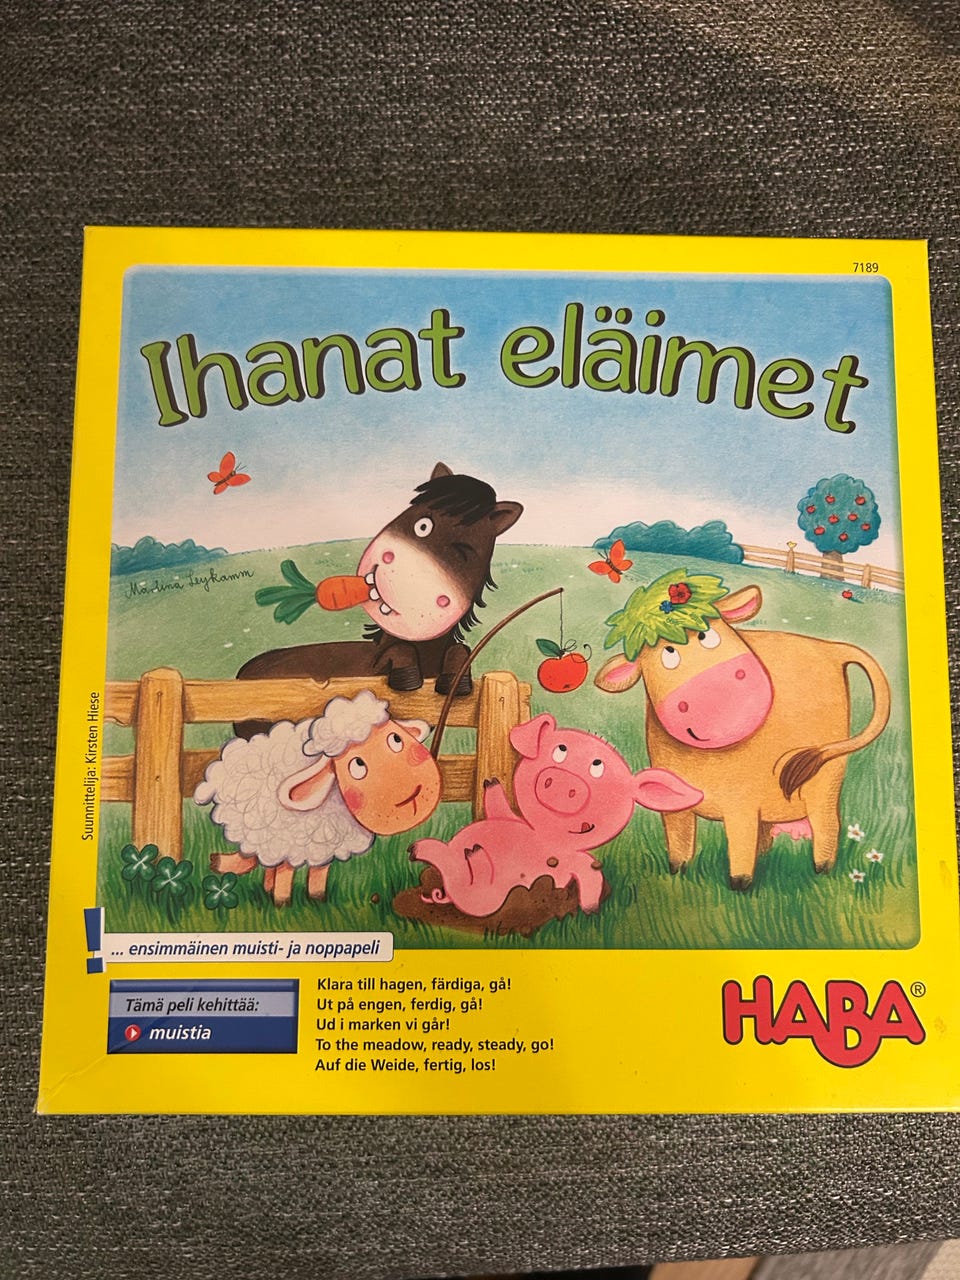 7189
Ihanat eläimet
Martina Leykamm
Suunnittelija: Kirsten Hiese
... ensimmäinen muisti- ja noppapeli
Tämä peli kehittää:
muistia
Klara till hagen, färdiga, gå!
Ut på engen, ferdig, gå!
Ud i marken vi går!
To the meadow, ready, steady, go!
Auf die Weide, fertig, los!
HABA®